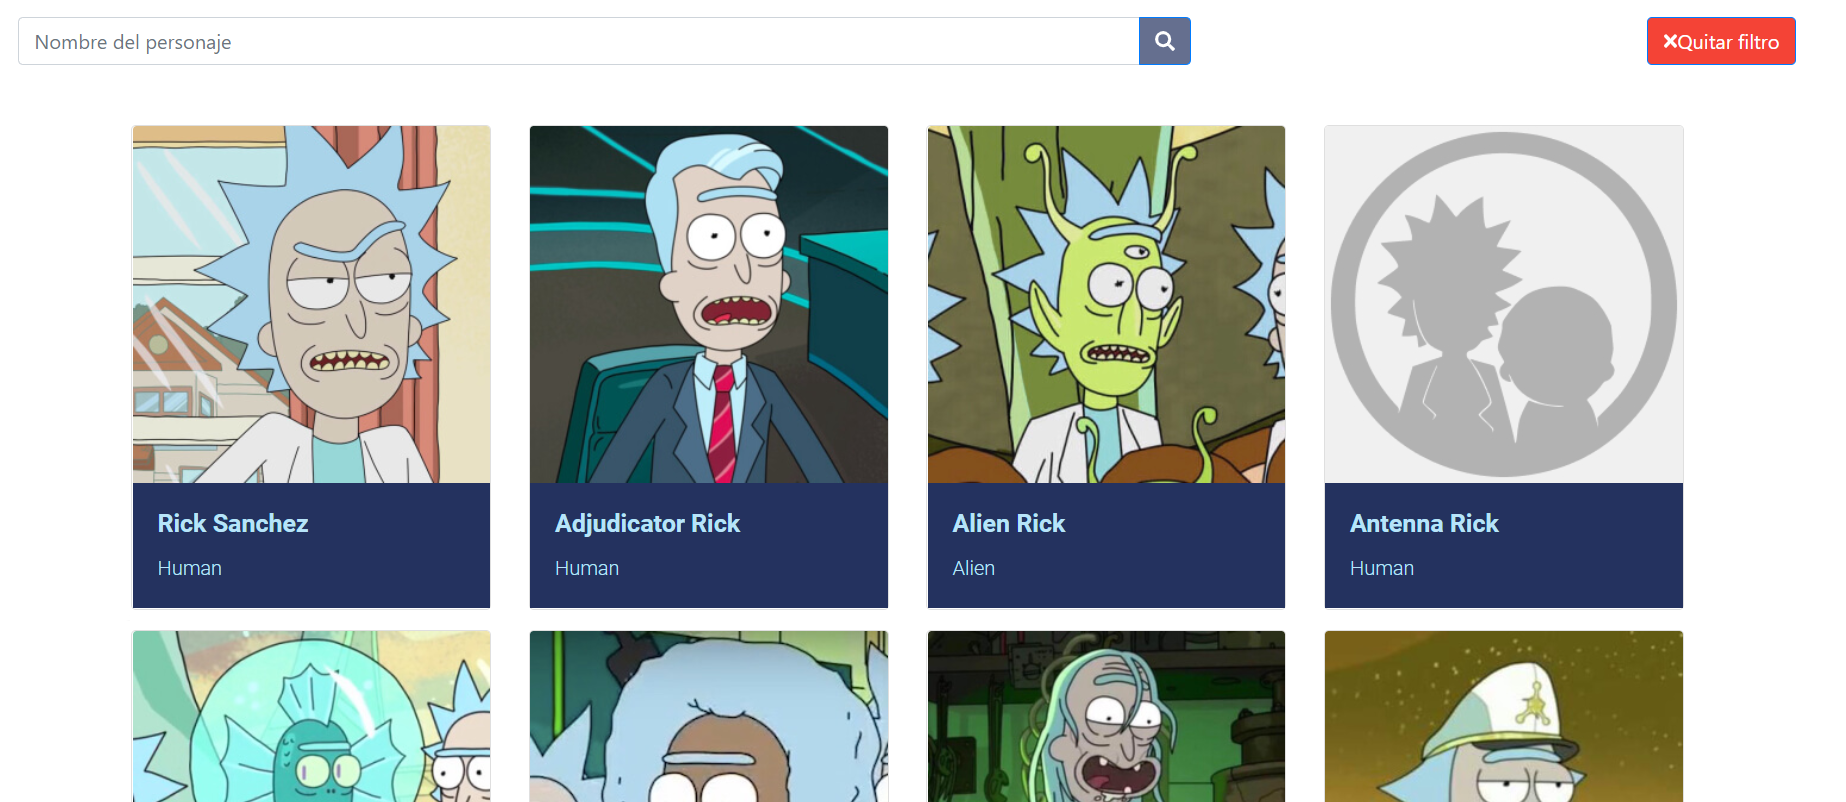 Nombre del personaje
Quitar filtro
Rick Sanchez
Human
Adjudicator Rick
Human
Alien Rick
Alien
Antenna Rick
Human